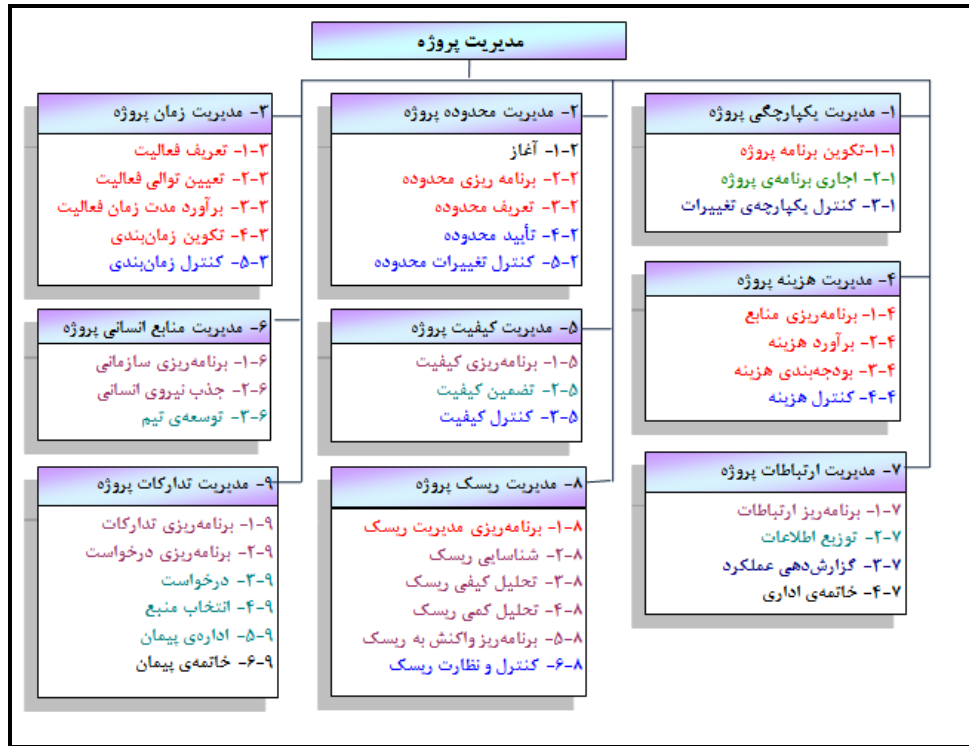 مدیریت پروژه
۱- مدیریت یکپارچگی پروژه
۱-۱-تکوین برنامه پروژه
۱-۲- اجاری برنامه‌ی پروژه
۱-۳- کنترل یکپارچه‌ی تغییرات
۲- مدیریت محدوده پروژه
۲-۱- آغاز
۲-۲- برنامه ریزی محدوده
۲-۳- تعریف محدوده
۲-۴- تأیید محدوده
۲-۵- کنترل تغییرات محدوده
۳- مدیریت زمان پروژه
۳-۱- تعریف فعالیت
۳-۲- تعیین توالی فعالیت
۳-۳- برآورد مدت زمان فعالیت
۳-۴- تکوین زمان‌بندی
۳-۵- کنترل زمان‌بندی
۴- مدیریت هزینه پروژه
۴-۱- برنامه‌ریزی منابع
۴-۲- برآورد هزینه
۴-۳- بودجه‌بندی هزینه
۴-۴- کنترل هزینه
۵- مدیریت کیفیت پروژه
۵-۱- برنامه‌ریزی کیفیت
۵-۲- تضمین کیفیت
۵-۳- کنترل کیفیت
۶- مدیریت منابع انسانی پروژه
۶-۱- برنامه‌ریزی سازمانی
۶-۲- جذب نیروی انسانی
۶-۳- توسعه‌ی تیم
۷- مدیریت ارتباطات پروژه
۷-۱- برنامه‌ریز ارتباطات
۷-۲- توزیع اطلاعات
۷-۳- گزارش‌دهی عملکرد
۷-۴- خاتمه‌ی اداری
۸- مدیریت ریسک پروژه
۸-۱- برنامه‌ریزی مدیریت ریسک
۸-۲- شناسایی ریسک
۸-۳- تحلیل کیفی ریسک
۸-۴- تحلیل کمی ریسک
۸-۵- برنامه‌ریز واکنش به ریسک
۸-۶- کنترل و نظارت ریسک
۹- مدیریت تدارکات پروژه
۹-۱- برنامه‌ریزی تدارکات
۹-۲- برنامه‌ریزی درخواست
۹-۳- درخواست
۹-۴- انتخاب منبع
۹-۵- اداره‌ی پیمان
۹-۶- خاتمه‌ی پیمان